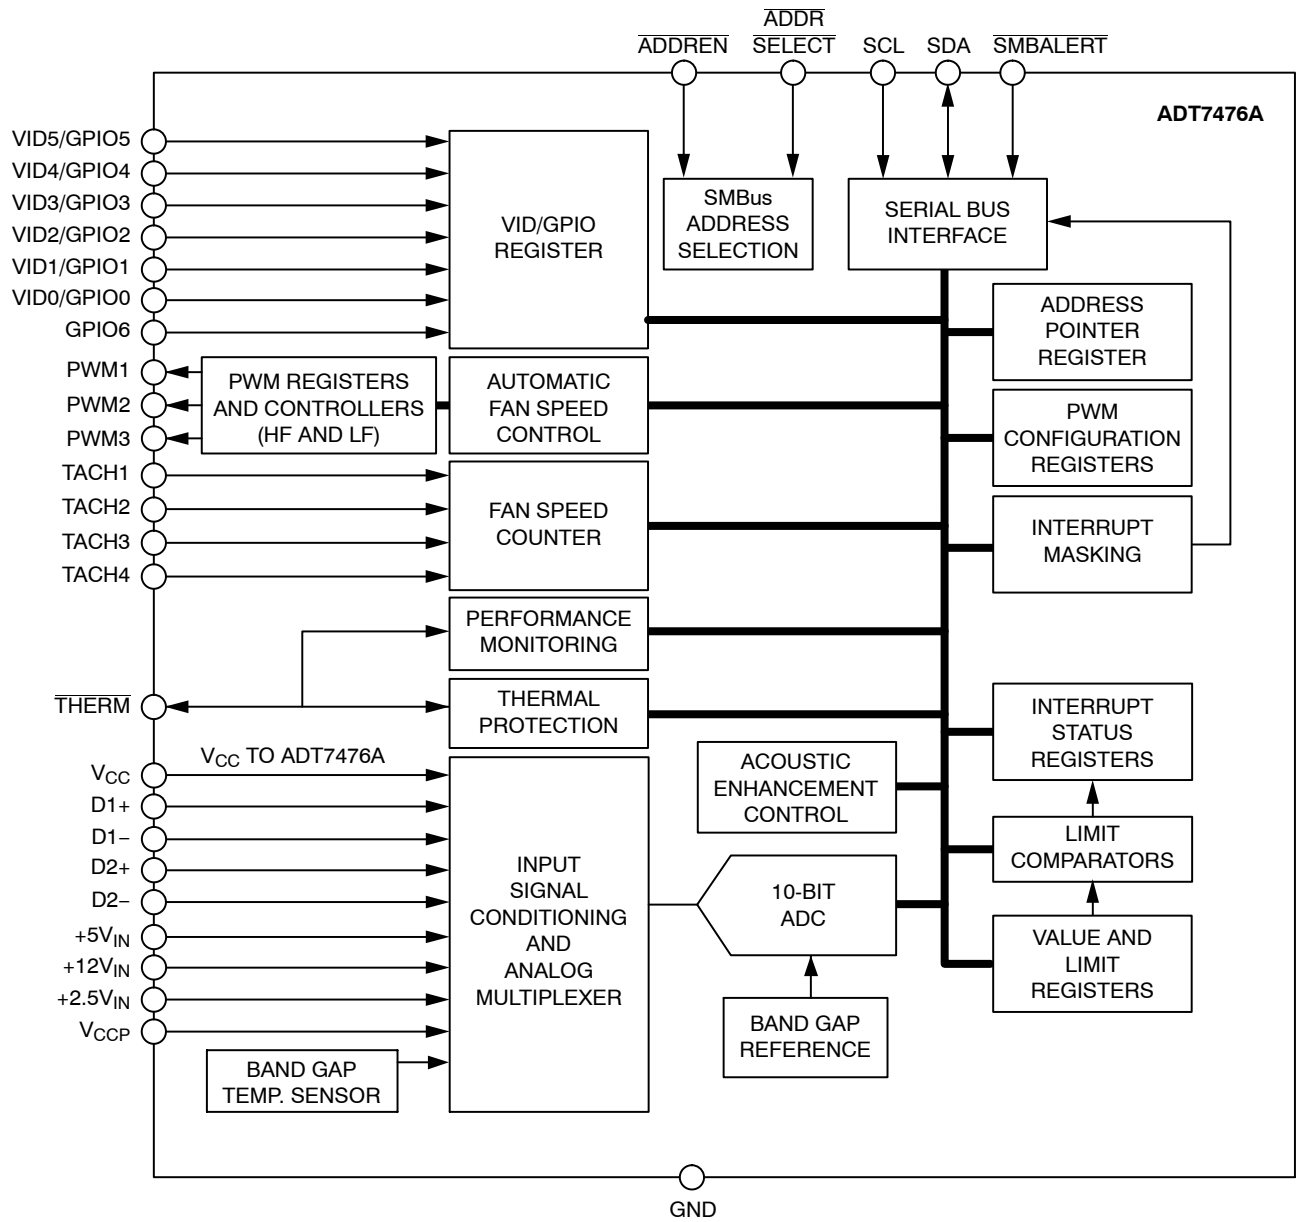 ADDREN
ADDR
SELECT
SCL
SDA
SMBALERT
ADT7476A
VID5/GPIO5
VID4/GPIO4
VID3/GPIO3
VID2/GPIO2
VID1/GPIO1
VID0/GPIO0
GPIO6
VID/GPIO
REGISTER
SMBus
ADDRESS
SELECTION
SERIAL BUS
INTERFACE
ADDRESS
POINTER
REGISTER
PWM1
PWM2
PWM3
PWM REGISTERS
AND CONTROLLERS
(HF AND LF)
AUTOMATIC
FAN SPEED
CONTROL
PWM
CONFIGURATION
REGISTERS
TACH1
TACH2
TACH3
TACH4
FAN SPEED
COUNTER
INTERRUPT
MASKING
PERFORMANCE
MONITORING
THERM
THERMAL
PROTECTION
INTERRUPT
STATUS
REGISTERS
VCC TO ADT7476A
VCC
D1+
D1−
D2+
D2−
+5VIN
+12VIN
+2.5VIN
VCCP
ACOUSTIC
ENHANCEMENT
CONTROL
LIMIT
COMPARATORS
INPUT
SIGNAL
CONDITIONING
AND
ANALOG
MULTIPLEXER
10-BIT
ADC
VALUE AND
LIMIT
REGISTERS
BAND GAP
REFERENCE
BAND GAP
TEMP. SENSOR
GND